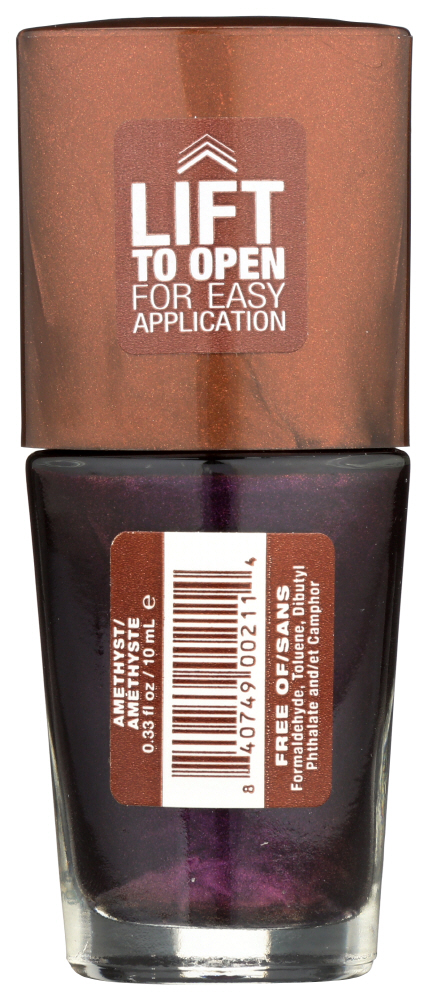 LIFT
TO OPEN
FOR EASY
APPLICATION
AMETHYST/
AMÉTHYSTE
0.33 fl oz / 10 mL ℮
8 40749 00211 4
FREE OF/SANS
Formaldehyde, Toluene, Dibutyl
Phthalate and/et Camphor